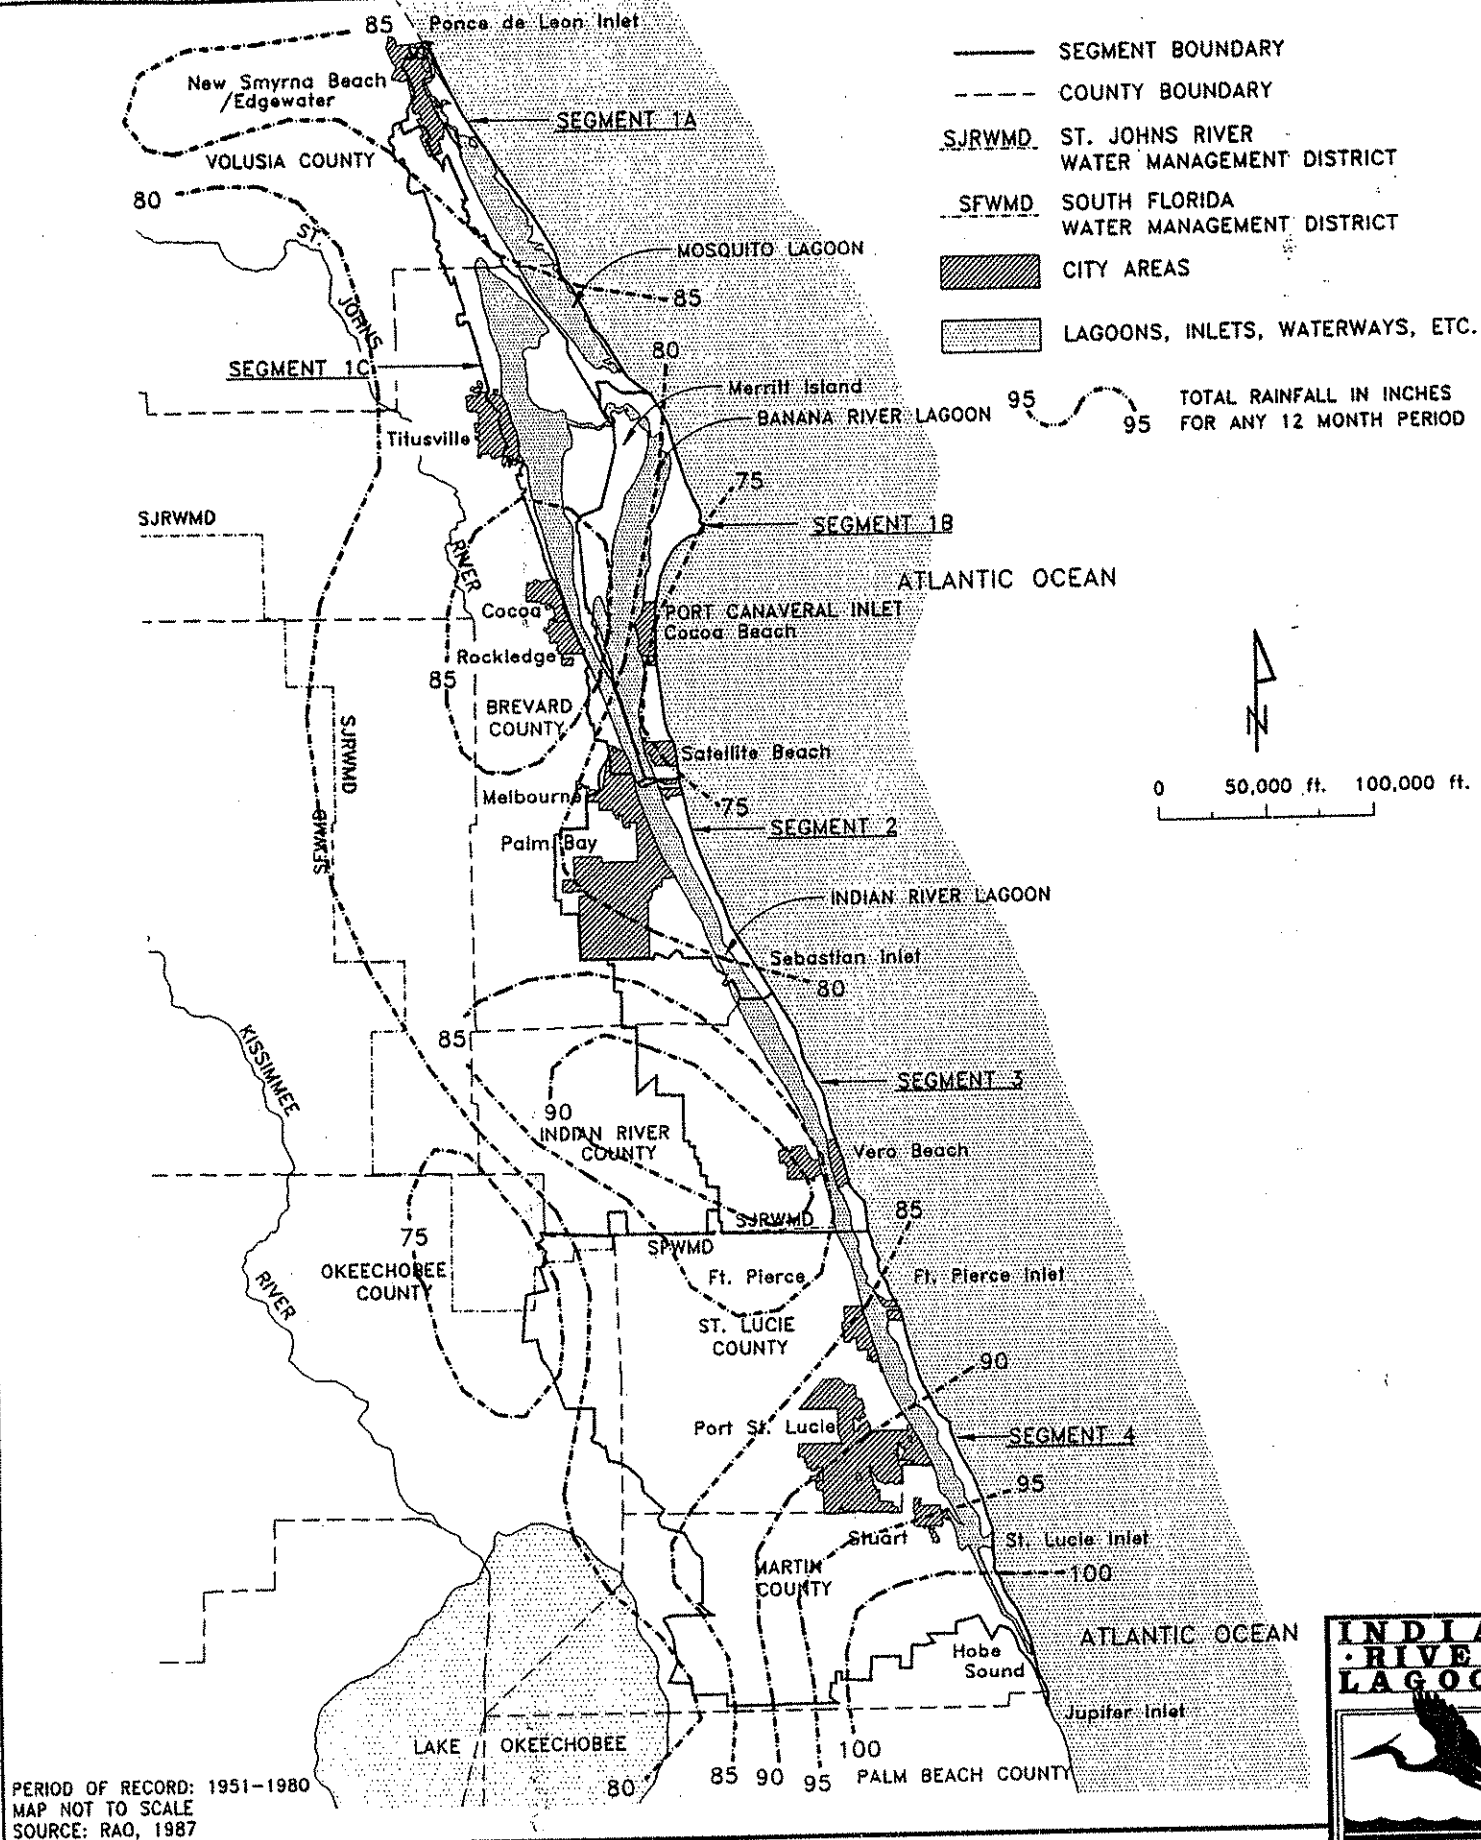 85 Ponce de Leon Inlet
New Smyrna Beach
/Edgewater
SEGMENT 1A
VOLUSIA COUNTY
80
ST.
JOHNS
RIVER
MOSQUITO LAGOON
85
SEGMENT 1C
80
Merritt Island
BANANA RIVER LAGOON
Titusville
75
SJRWMD
SEGMENT 1B
ATLANTIC OCEAN
Cocoa
PORT CANAVERAL INLET
Cocoa Beach
Rockledge
85
BREVARD
COUNTY
SJRWMD
SFWMD
Satellite Beach
Melbourne
75
SEGMENT 2
Palm Bay
INDIAN RIVER LAGOON
Sebastian Inlet
80
85
KISSIMMEE
RIVER
SEGMENT 3
90
INDIAN RIVER
COUNTY
Vero Beach
85
75
SJRWMD
SFWMD
OKEECHOBEE
COUNTY
Ft. Pierce
Ft. Pierce Inlet
ST. LUCIE
COUNTY
90
Port St. Lucie
SEGMENT 4
95
Stuart
St. Lucie Inlet
MARTIN
COUNTY
100
ATLANTIC OCEAN
Hobe
Sound
Jupiter Inlet
LAKE OKEECHOBEE
80
85
90
95
100
PALM BEACH COUNTY
SEGMENT BOUNDARY
COUNTY BOUNDARY
SJRWMD ST. JOHNS RIVER
WATER MANAGEMENT DISTRICT
SFWMD SOUTH FLORIDA
WATER MANAGEMENT DISTRICT
CITY AREAS
LAGOONS, INLETS, WATERWAYS, ETC.
95 95 TOTAL RAINFALL IN INCHES
FOR ANY 12 MONTH PERIOD
N
0 50,000 ft. 100,000 ft.
PERIOD OF RECORD: 1951-1980
MAP NOT TO SCALE
SOURCE: RAO, 1987
INDIA
RIVE
LAGOO